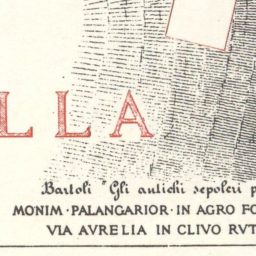 LLA
Bartoli "Gli antichi sepolcri p
MONIM·PALANGARIOR·IN AGRO FO
VIA AVRELIA IN CLIVO RVT